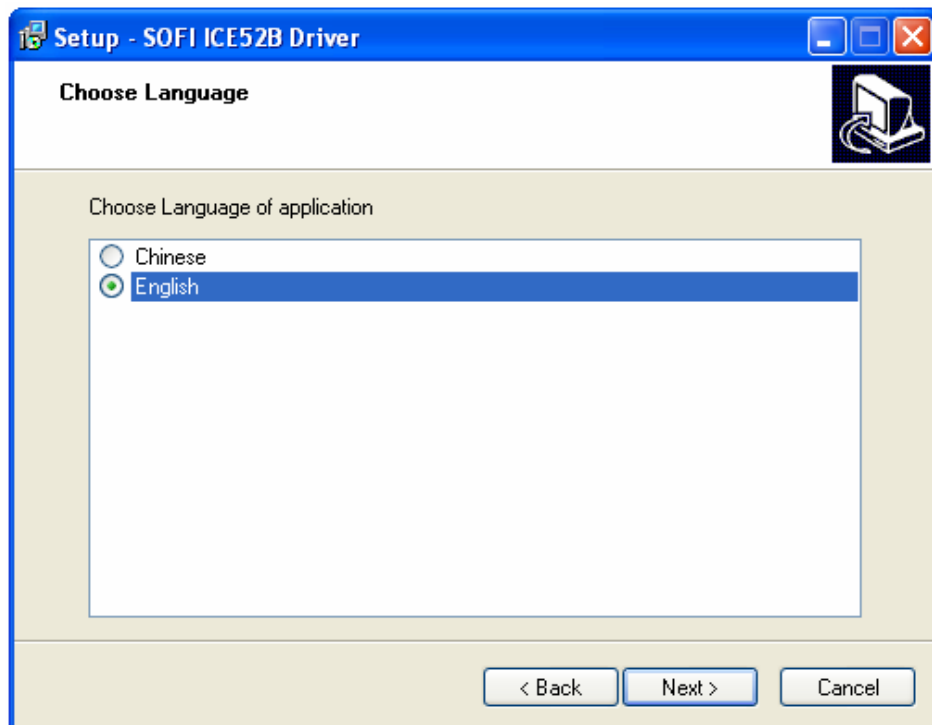 Setup - SOFI ICE52B Driver
Choose Language
Choose Language of application
Chinese
English
< Back
Next >
Cancel